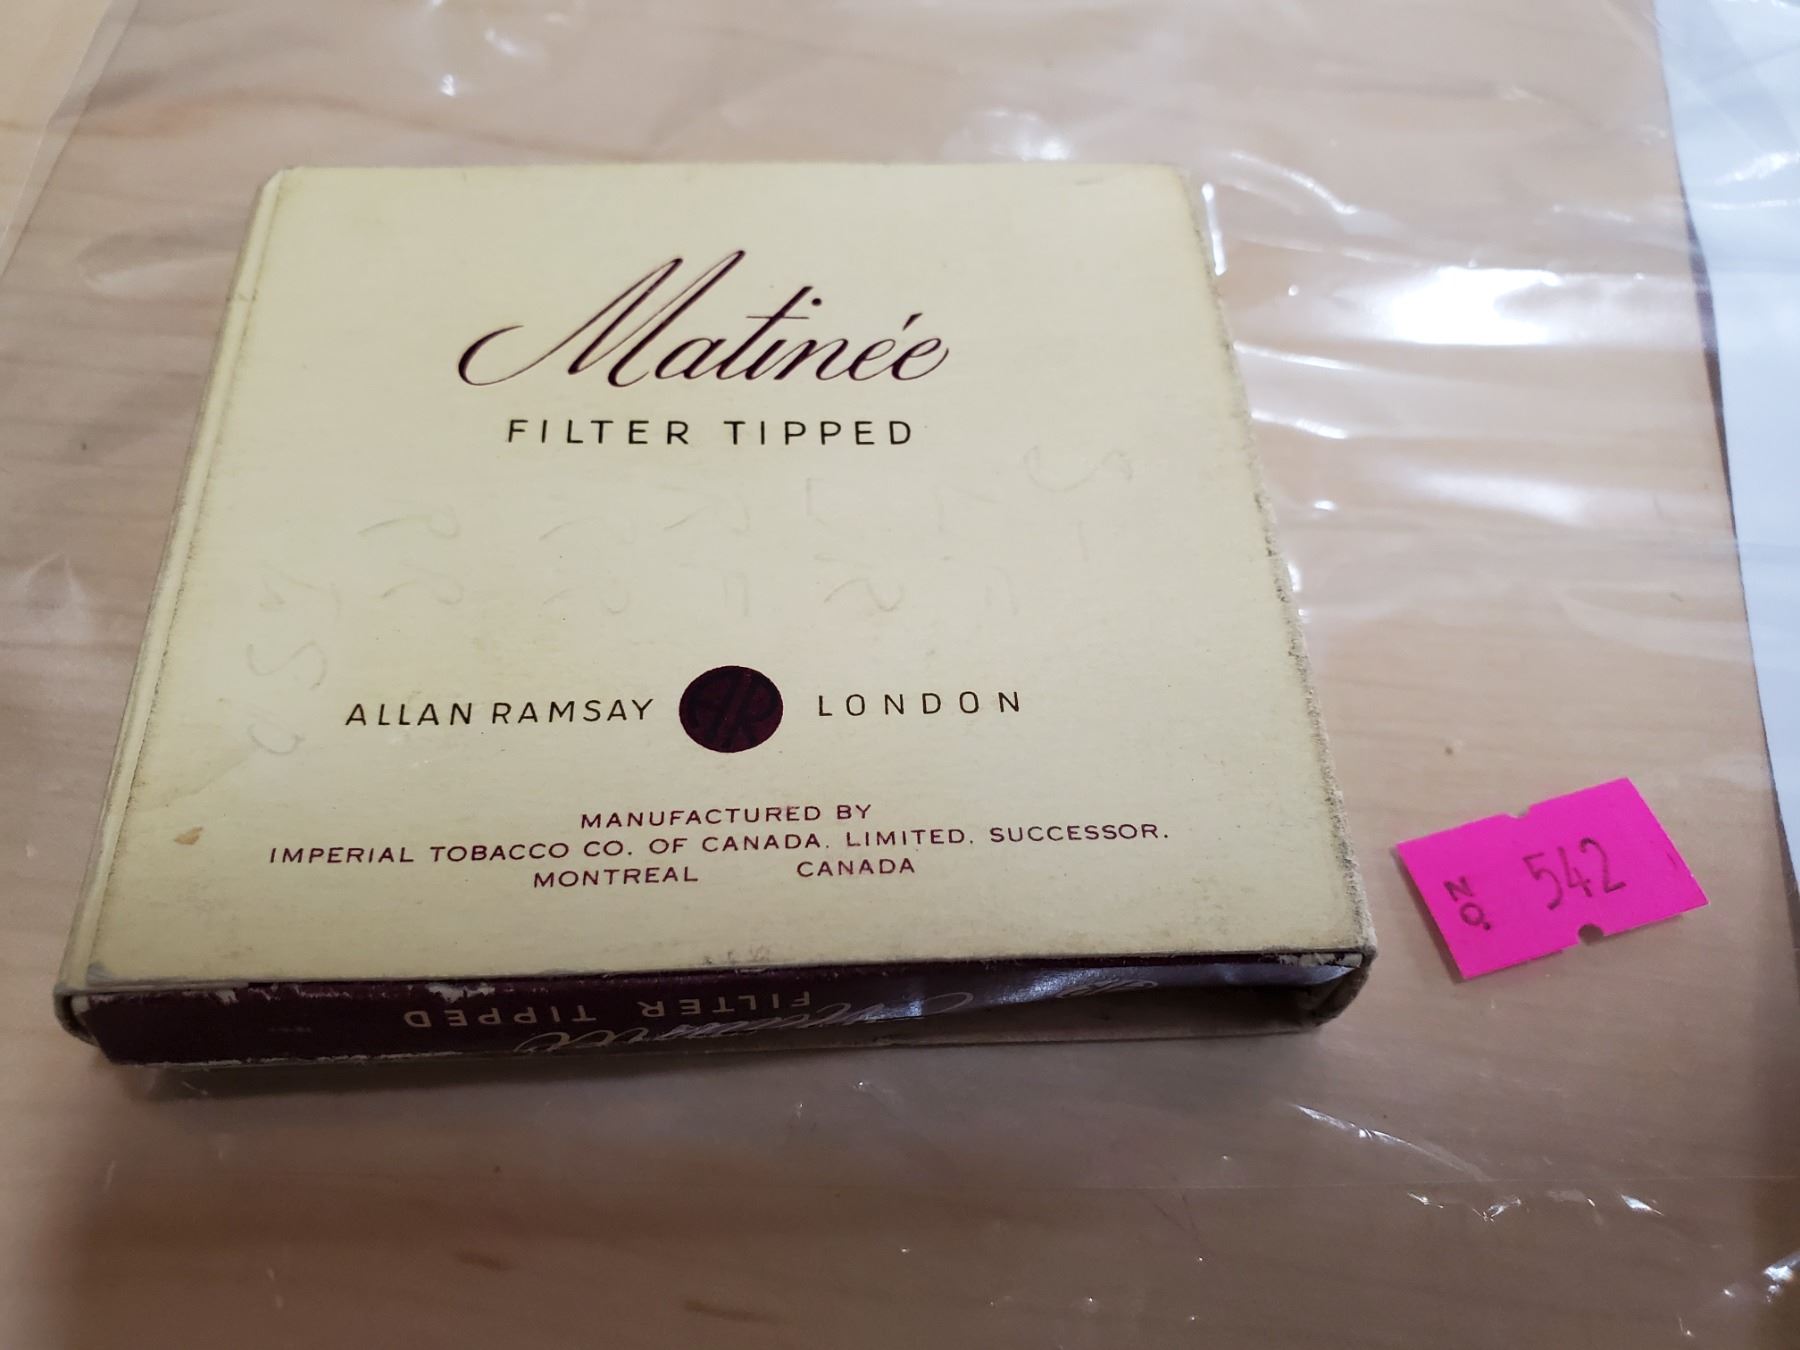 Matinée
FILTER TIPPED
ALLAN RAMSAY AR LONDON
MANUFACTURED BY
IMPERIAL TOBACCO CO. OF CANADA, LIMITED, SUCCESSOR.
MONTREAL CANADA
FILTER TIPPED
NO. 542